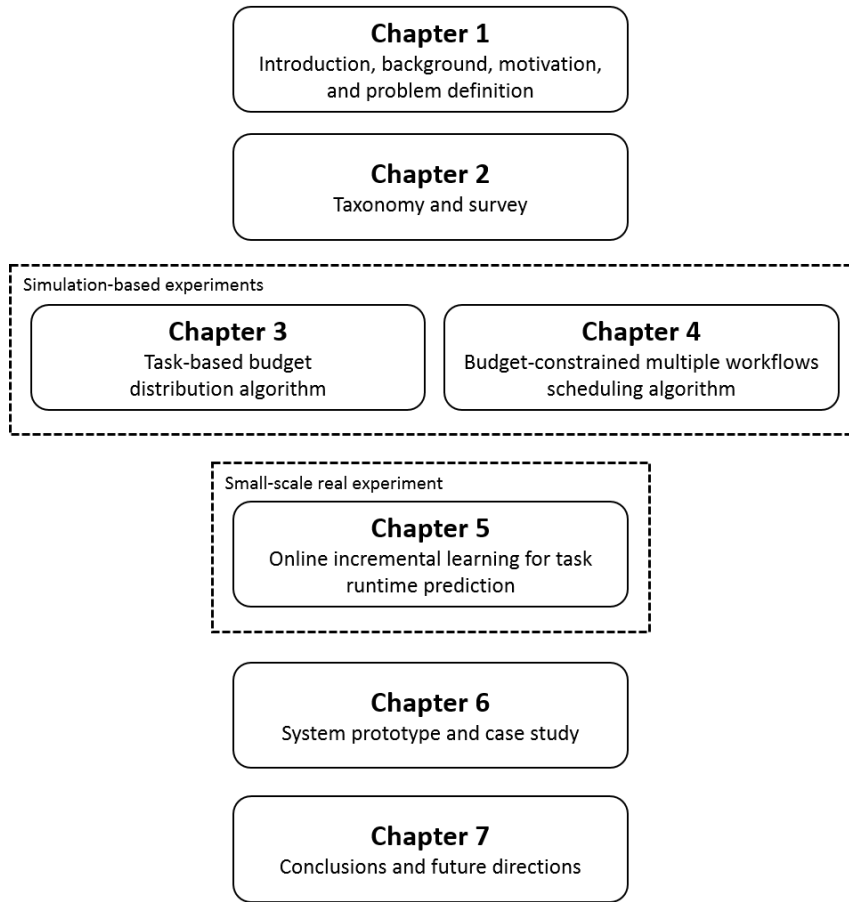 Chapter 1
Introduction, background, motivation,
and problem definition
Chapter 2
Taxonomy and survey
Simulation-based experiments
Chapter 3
Task-based budget
distribution algorithm
Chapter 4
Budget-constrained multiple workflows
scheduling algorithm
Small-scale real experiment
Chapter 5
Online incremental learning for task
runtime prediction
Chapter 6
System prototype and case study
Chapter 7
Conclusions and future directions